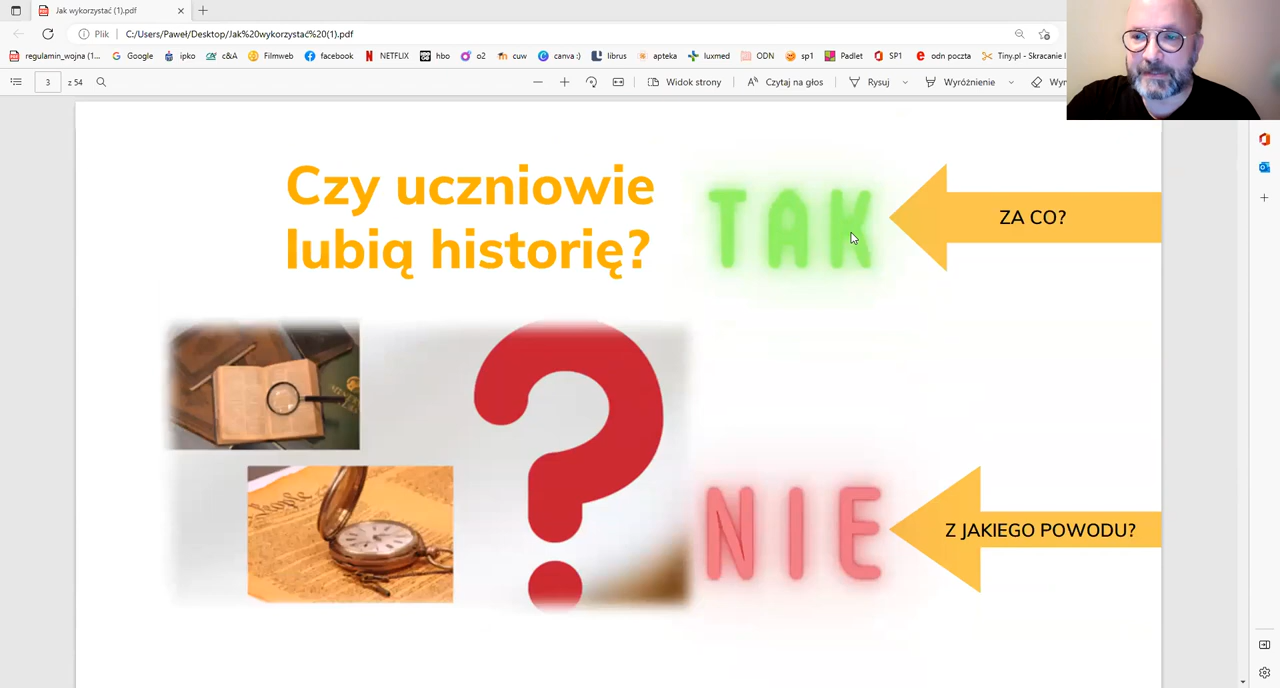 Jak wykorzystać (1).pdf
Plik C:/Users/Paweł/Desktop/Jak%20wykorzystać%20(1).pdf
regulamin_wojna (1... Google ipko c&A Filmweb facebook NETFLIX hbo o2 cuw canva :) librus apteka luxmed ODN sp1 Padlet SP1 odn poczta Tiny.pl - Skracanie l
3 z 54 Widok strony Czytaj na głos Rysuj Wyróżnienie Wym
Czy uczniowie
lubią historię?
TAK
ZA CO?
?
People
NIE
Z JAKIEGO POWODU?